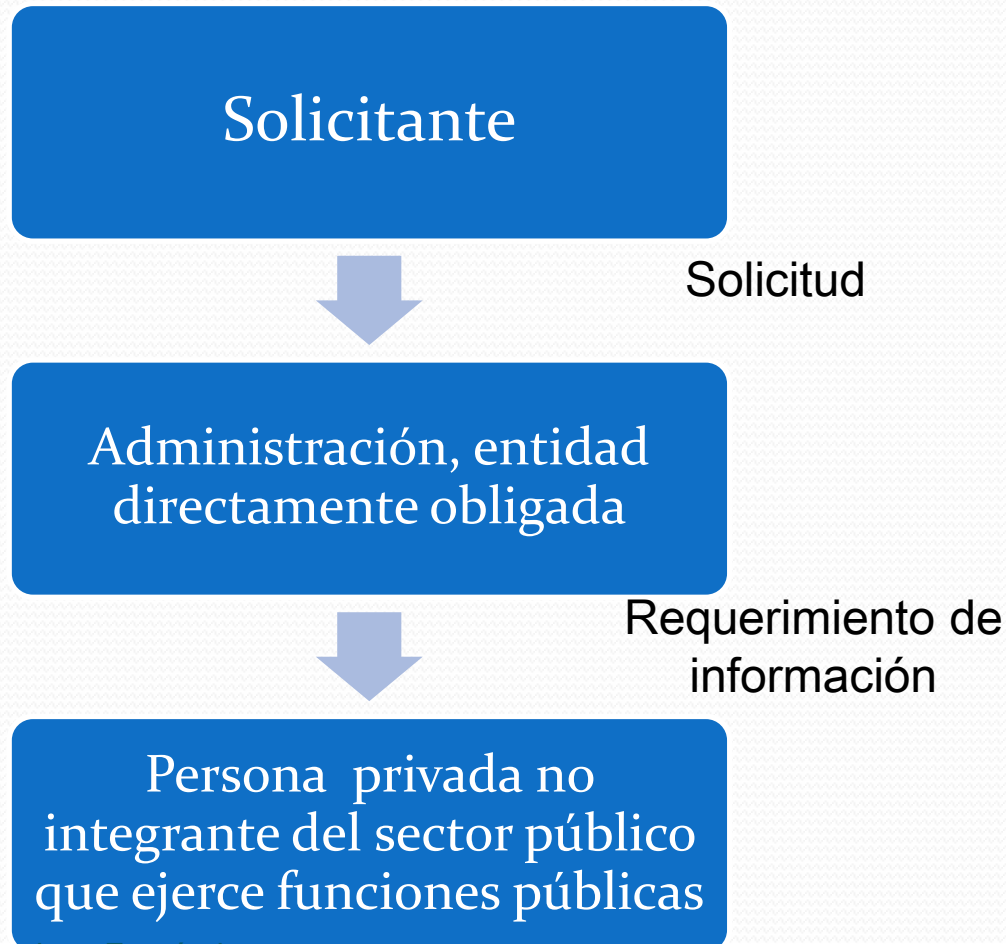 Solicitante
Solicitud
Administración, entidad
directamente obligada
Requerimiento de
información
Persona privada no
integrante del sector público
que ejerce funciones públicas